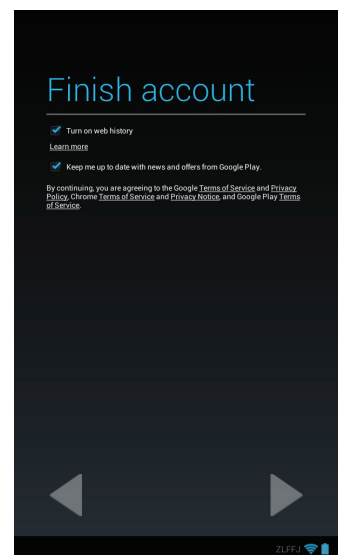 Finish account
Turn on web history
Learn more
Keep me up to date with news and offers from Google Play.
By continuing, you are agreeing to the Google Terms of Service and Privacy
Policy, Chrome Terms of Service and Privacy Notice, and Google Play Terms
of Service.
ZLFFJ